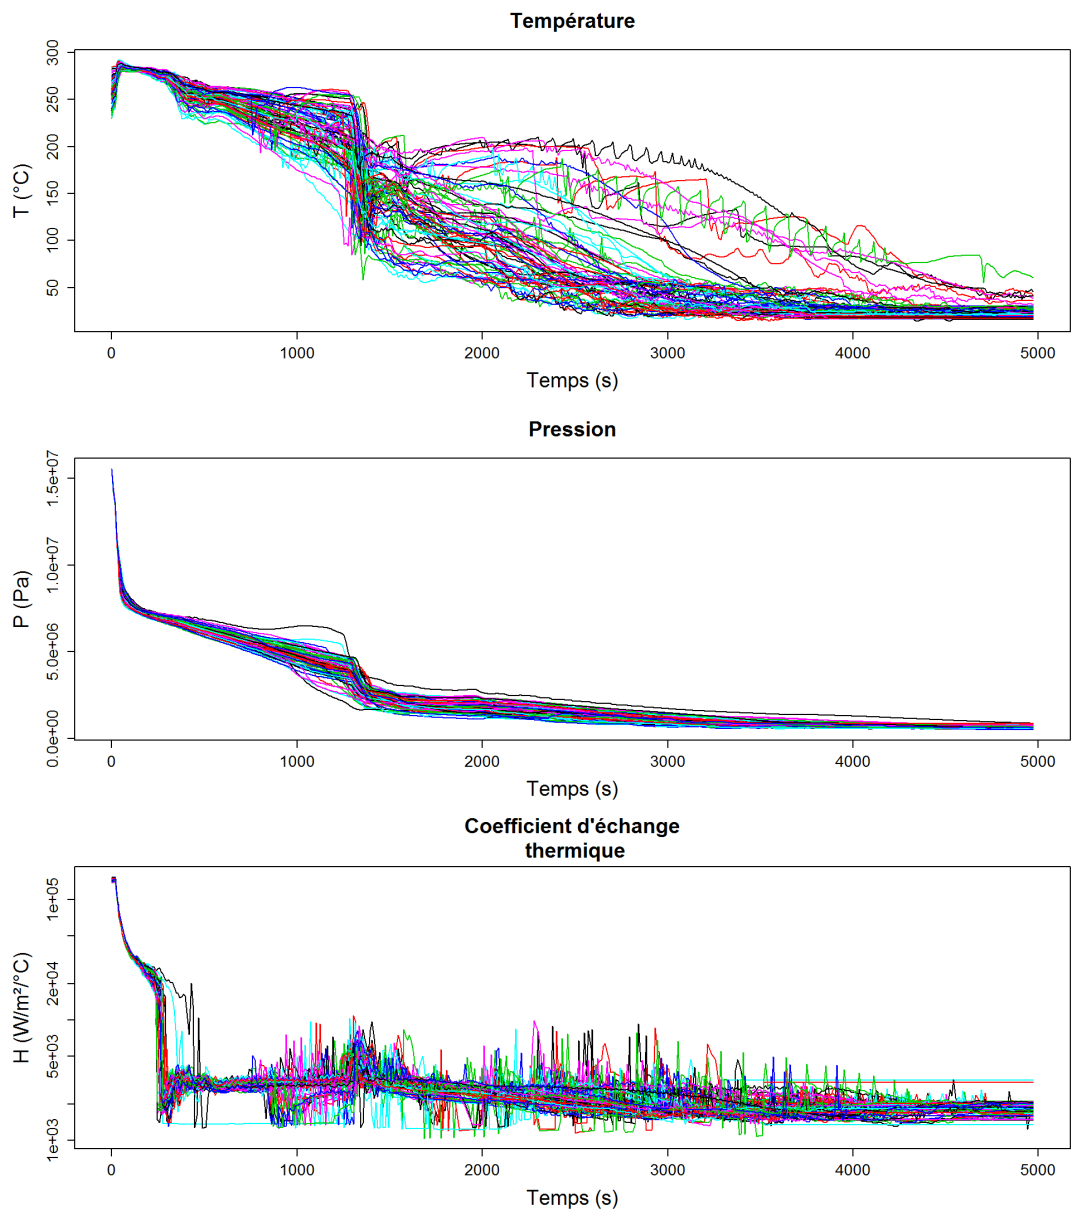 Température
300
250
200
150
100
50
T (°C)
0 1000 2000 3000 4000 5000
Temps (s)
Pression
1.5e+07
1.0e+07
5.0e+06
0.0e+00
P (Pa)
0 1000 2000 3000 4000 5000
Temps (s)
Coefficient d'échange
thermique
1e+05
2e+04
5e+03
1e+03
H (W/m²/°C)
0 1000 2000 3000 4000 5000
Temps (s)